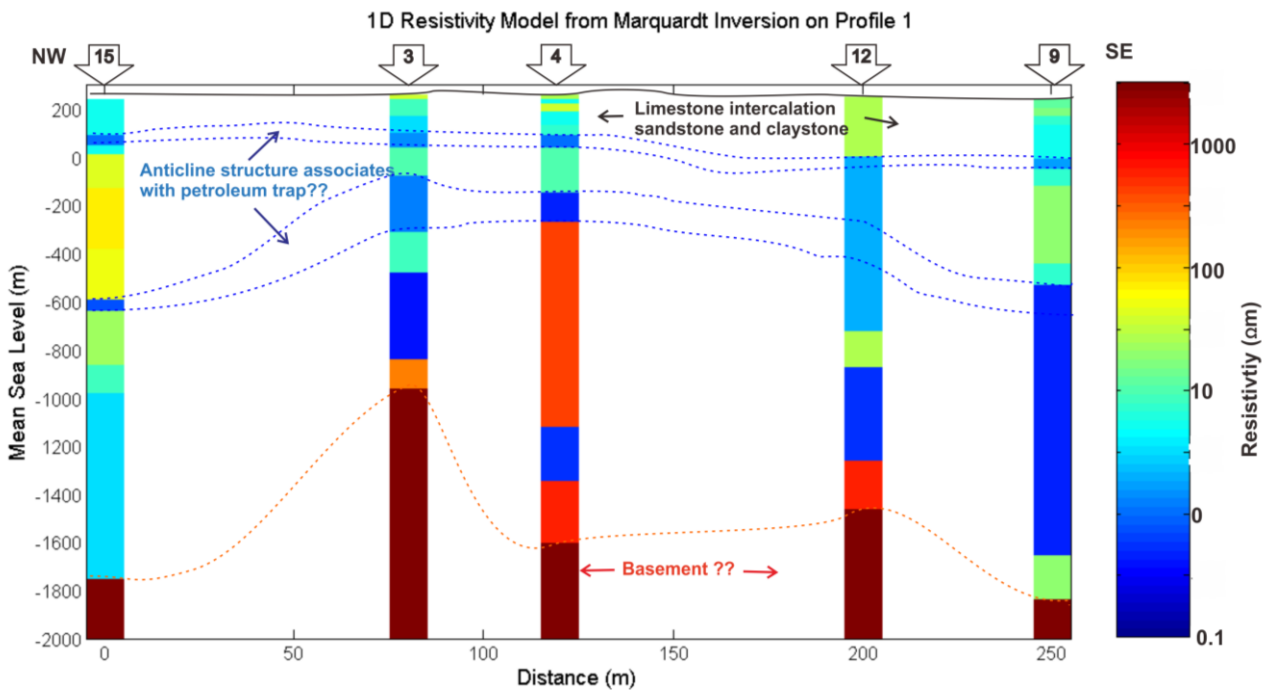 1D Resistivity Model from Marquardt Inversion on Profile 1
NW
15
3
4
12
9
SE
Limestone intercalation
sandstone and claystone
Anticline structure associates
with petroleum trap??
Basement ??
Mean Sea Level (m)
200
0
-200
-400
-600
-800
-1000
1200
-1400
-1600
-1800
-2000
0
50
100
150
200
250
Distance (m)
1000
100
10
0
0.1
Resistivtiy (Ωm)